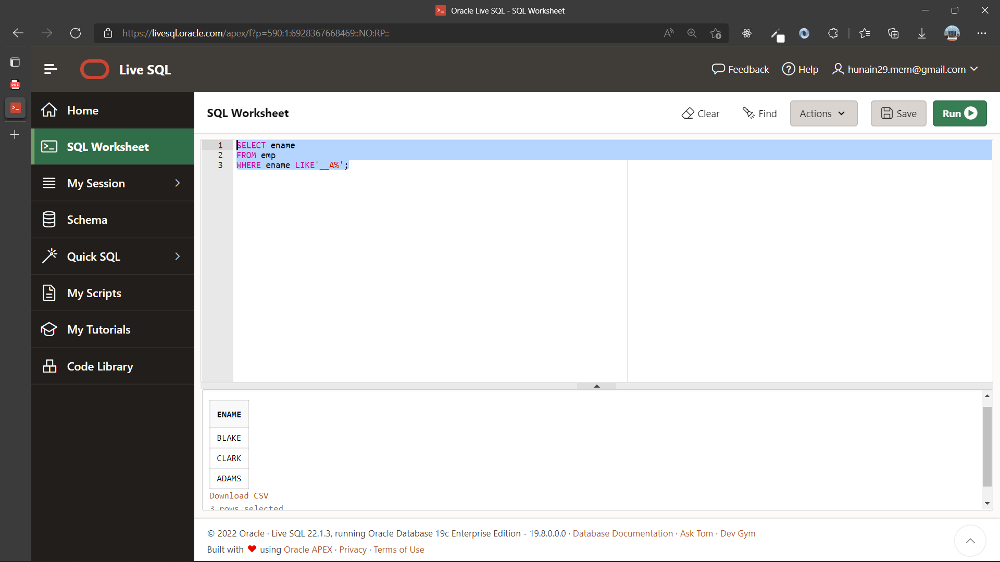 Oracle Live SQL - SQL Worksheet
https://livesql.oracle.com/apex/f?p=590:1:6928367668469::NO:RP::
Live SQL
Feedback
Help
hunain29.mem@gmail.com
PDF
Home
SQL Worksheet
My Session
Schema
Quick SQL
My Scripts
My Tutorials
Code Library
SQL Worksheet
Clear
Find
Actions
Save
Run
1 SELECT ename
2 FROM emp
3 WHERE ename LIKE'__A%';
ENAME
BLAKE
CLARK
ADAMS
Download CSV
3 rows selected
© 2022 Oracle · Live SQL 22.1.3, running Oracle Database 19c Enterprise Edition - 19.8.0.0.0 · Database Documentation · Ask Tom · Dev Gym
Built with ❤ using Oracle APEX · Privacy · Terms of Use